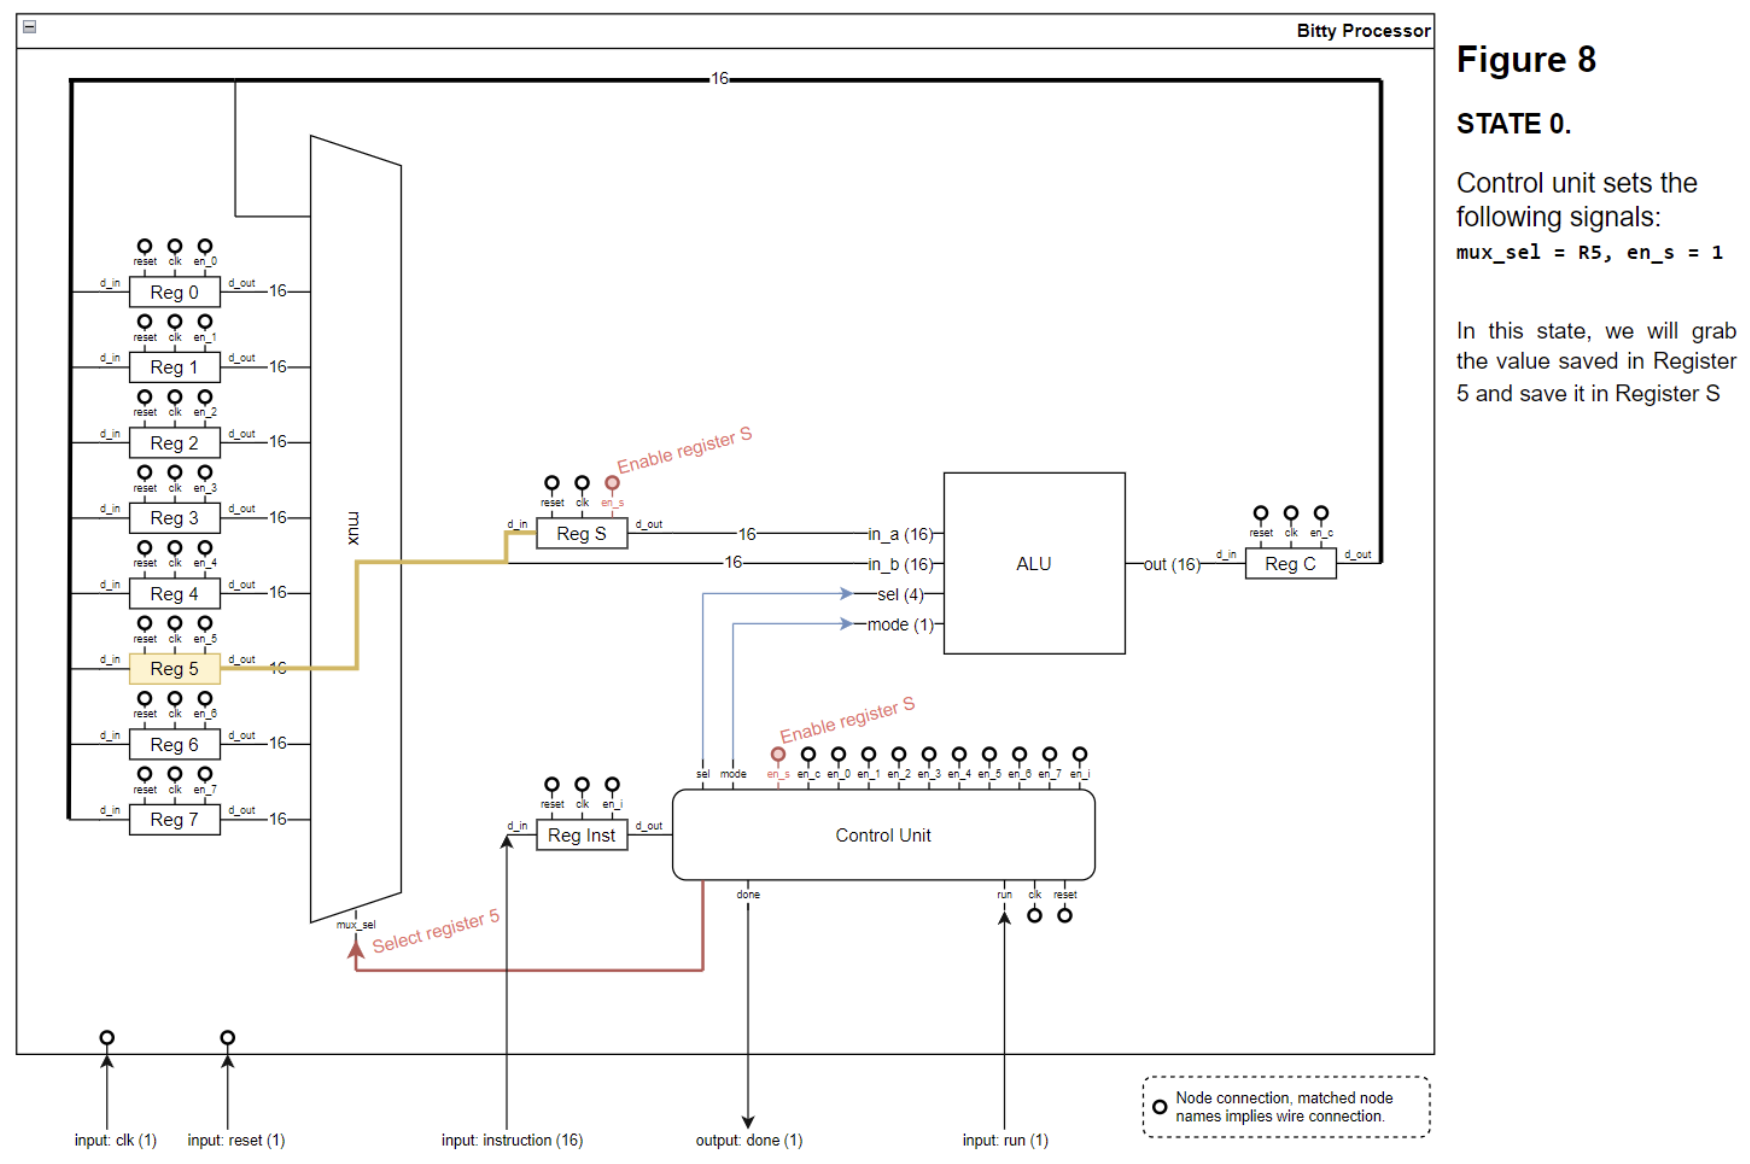 Bitty Processor
16
Figure 8
STATE 0.
Control unit sets the
following signals:
mux_sel = R5, en_s = 1
In this state, we will grab
the value saved in Register
5 and save it in Register S
reset clk en_0
d_in Reg 0 d_out 16
reset clk en_1
d_in Reg 1 d_out 16
reset clk en_2
d_in Reg 2 d_out 16
reset clk en_3
d_in Reg 3 d_out 16
reset clk en_4
d_in Reg 4 d_out 16
reset clk en_5
d_in Reg 5 d_out 16
reset clk en_6
d_in Reg 6 d_out 16
reset clk en_7
d_in Reg 7 d_out 16
mux
mux_sel
Select register 5
Enable register S
reset clk en_s
d_in Reg S d_out 16 in_a (16)
16 in_b (16)
sel (4)
mode (1)
ALU
out (16)
reset clk en_c
d_in Reg C d_out
Enable register S
sel mode en_s en_c en_0 en_1 en_2 en_3 en_4 en_5 en_6 en_7 en_i
reset clk en_i
d_in Reg Inst d_out
Control Unit
done run clk reset
input: clk (1)
input: reset (1)
input: instruction (16)
output: done (1)
input: run (1)
Node connection, matched node
names implies wire connection.